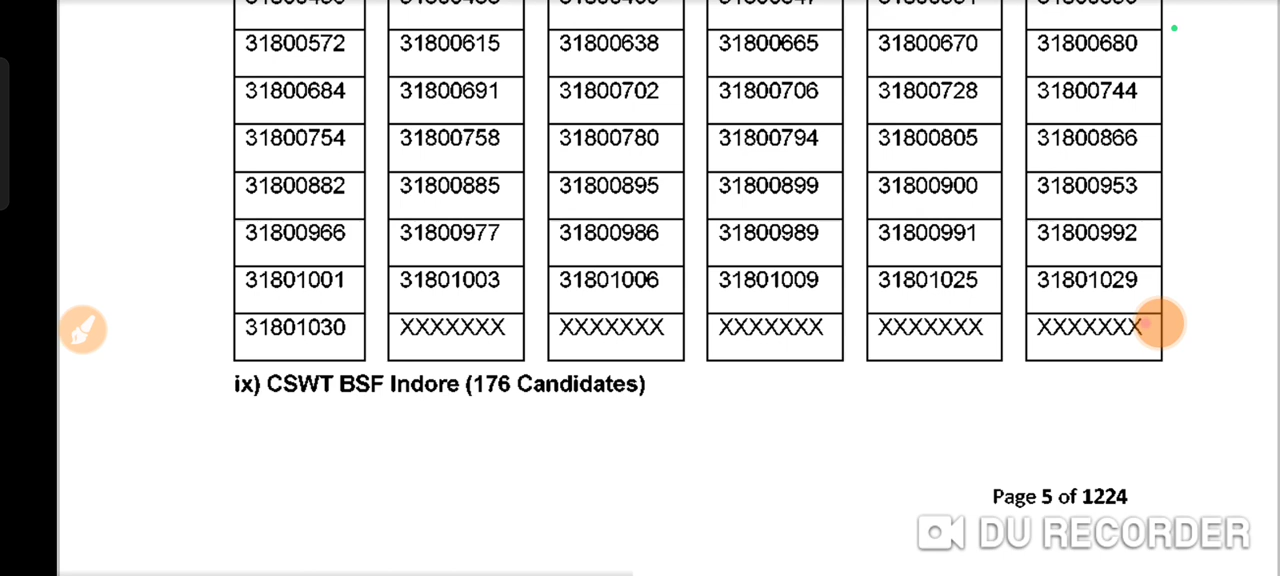 31800572 31800615 31800638 31800665 31800670 31800680
31800684 31800691 31800702 31800706 31800728 31800744
31800754 31800758 31800780 31800794 31800805 31800866
31800882 31800885 31800895 31800899 31800900 31800953
31800966 31800977 31800986 31800989 31800991 31800992
31801001 31801003 31801006 31801009 31801025 31801029
31801030 XXXXXXX XXXXXXX XXXXXXX XXXXXXX XXXXXXX
ix) CSWT BSF Indore (176 Candidates)
Page 5 of 1224
DU RECORDER